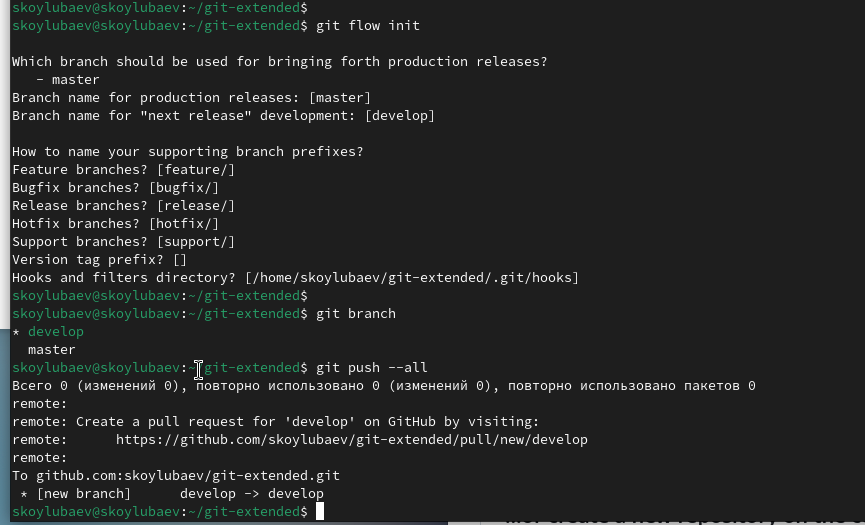 skoylubaev@skoylubaev:~/git-extended$
skoylubaev@skoylubaev:~/git-extended$ git flow init
Which branch should be used for bringing forth production releases?
   - master
Branch name for production releases: [master]
Branch name for "next release" development: [develop]
How to name your supporting branch prefixes?
Feature branches? [feature/]
Bugfix branches? [bugfix/]
Release branches? [release/]
Hotfix branches? [hotfix/]
Support branches? [support/]
Version tag prefix? []
Hooks and filters directory? [/home/skoylubaev/git-extended/.git/hooks]
skoylubaev@skoylubaev:~/git-extended$
skoylubaev@skoylubaev:~/git-extended$ git branch
* develop
  master
skoylubaev@skoylubaev:~/git-extended$ git push --all
Всего 0 (изменений 0), повторно использовано 0 (изменений 0), повторно использовано пакетов 0
remote:
remote: Create a pull request for 'develop' on GitHub by visiting:
remote:      https://github.com/skoylubaev/git-extended/pull/new/develop
remote:
To github.com:skoylubaev/git-extended.git
 * [new branch]      develop -> develop
skoylubaev@skoylubaev:~/git-extended$